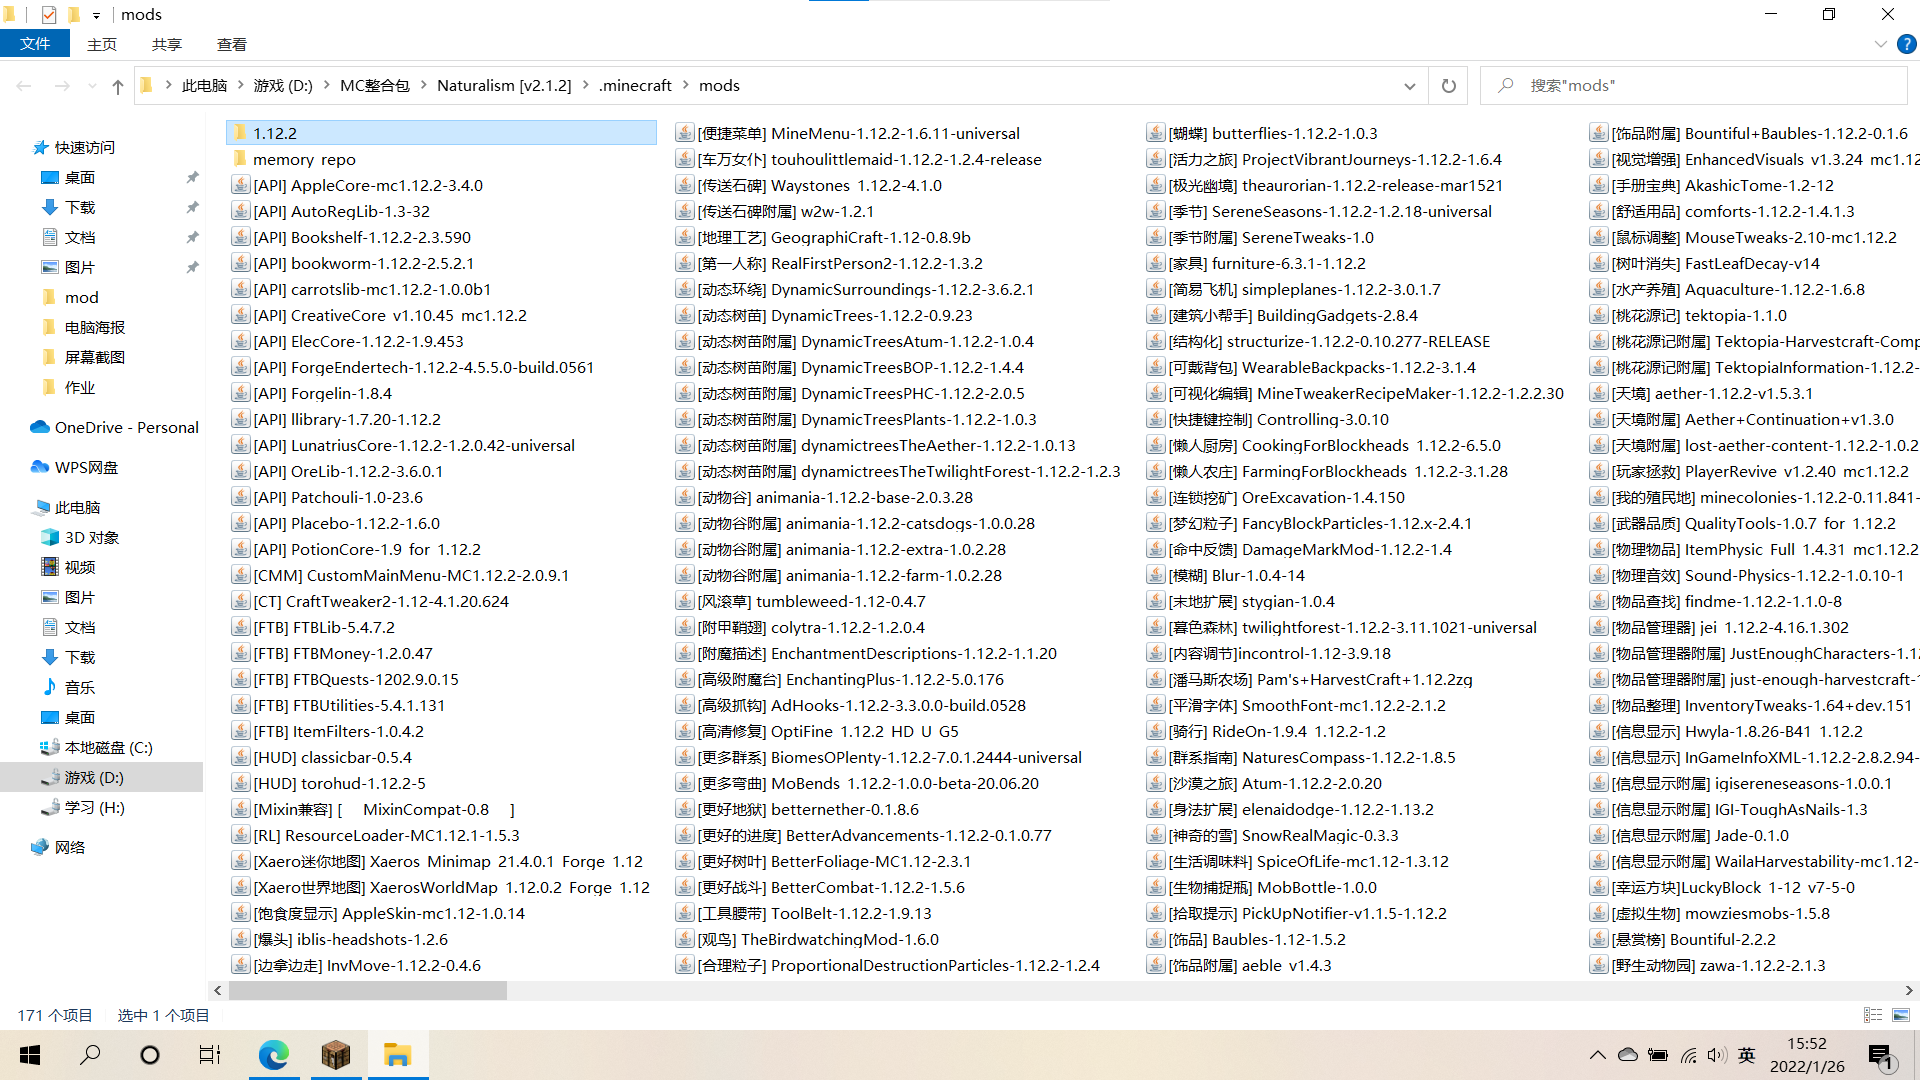 mods
文件
主页
共享
查看
此电脑
游戏 (D:)
MC整合包
Naturalism [v2.1.2]
.minecraft
mods
搜索"mods"
快速访问
桌面
下载
文档
图片
mod
电脑海报
屏幕截图
作业
OneDrive - Personal
WPS网盘
此电脑
3D 对象
视频
图片
文档
下载
音乐
桌面
本地磁盘 (C:)
游戏 (D:)
学习 (H:)
网络
1.12.2
memory_repo
[API] AppleCore-mc1.12.2-3.4.0
[API] AutoRegLib-1.3-32
[API] Bookshelf-1.12.2-2.3.590
[API] bookworm-1.12.2-2.5.2.1
[API] carrotslib-mc1.12.2-1.0.0b1
[API] CreativeCore_v1.10.45_mc1.12.2
[API] ElecCore-1.12.2-1.9.453
[API] ForgeEndertech-1.12.2-4.5.5.0-build.0561
[API] Forgelin-1.8.4
[API] llibrary-1.7.20-1.12.2
[API] LunatriusCore-1.12.2-1.2.0.42-universal
[API] OreLib-1.12.2-3.6.0.1
[API] Patchouli-1.0-23.6
[API] Placebo-1.12.2-1.6.0
[API] PotionCore-1.9_for_1.12.2
[CMM] CustomMainMenu-MC1.12.2-2.0.9.1
[CT] CraftTweaker2-1.12-4.1.20.624
[FTB] FTBLib-5.4.7.2
[FTB] FTBMoney-1.2.0.47
[FTB] FTBQuests-1202.9.0.15
[FTB] FTBUtilities-5.4.1.131
[FTB] ItemFilters-1.0.4.2
[HUD] classicbar-0.5.4
[HUD] torohud-1.12.2-5
[Mixin兼容] [ MixinCompat-0.8 ]
[RL] ResourceLoader-MC1.12.1-1.5.3
[Xaero迷你地图] Xaeros_Minimap_21.4.0.1_Forge_1.12
[Xaero世界地图] XaerosWorldMap_1.12.0.2_Forge_1.12
[饱食度显示] AppleSkin-mc1.12-1.0.14
[爆头] iblis-headshots-1.2.6
[边拿边走] InvMove-1.12.2-0.4.6
[便捷菜单] MineMenu-1.12.2-1.6.11-universal
[车万女仆] touhoulittlemaid-1.12.2-1.2.4-release
[传送石碑] Waystones_1.12.2-4.1.0
[传送石碑附属] w2w-1.2.1
[地理工艺] GeographiCraft-1.12-0.8.9b
[第一人称] RealFirstPerson2-1.12.2-1.3.2
[动态环绕] DynamicSurroundings-1.12.2-3.6.2.1
[动态树苗] DynamicTrees-1.12.2-0.9.23
[动态树苗附属] DynamicTreesAtum-1.12.2-1.0.4
[动态树苗附属] DynamicTreesBOP-1.12.2-1.4.4
[动态树苗附属] DynamicTreesPHC-1.12.2-2.0.5
[动态树苗附属] DynamicTreesPlants-1.12.2-1.0.3
[动态树苗附属] dynamictreesTheAether-1.12.2-1.0.13
[动态树苗附属] dynamictreesTheTwilightForest-1.12.2-1.2.3
[动物谷] animania-1.12.2-base-2.0.3.28
[动物谷附属] animania-1.12.2-catsdogs-1.0.0.28
[动物谷附属] animania-1.12.2-extra-1.0.2.28
[动物谷附属] animania-1.12.2-farm-1.0.2.28
[风滚草] tumbleweed-1.12-0.4.7
[附甲鞘翅] colytra-1.12.2-1.2.0.4
[附魔描述] EnchantmentDescriptions-1.12.2-1.1.20
[高级附魔台] EnchantingPlus-1.12.2-5.0.176
[高级抓钩] AdHooks-1.12.2-3.3.0.0-build.0528
[高清修复] OptiFine_1.12.2_HD_U_G5
[更多群系] BiomesOPlenty-1.12.2-7.0.1.2444-universal
[更多弯曲] MoBends_1.12.2-1.0.0-beta-20.06.20
[更好地狱] betternether-0.1.8.6
[更好的进度] BetterAdvancements-1.12.2-0.1.0.77
[更好树叶] BetterFoliage-MC1.12-2.3.1
[更好战斗] BetterCombat-1.12.2-1.5.6
[工具腰带] ToolBelt-1.12.2-1.9.13
[观鸟] TheBirdwatchingMod-1.6.0
[合理粒子] ProportionalDestructionParticles-1.12.2-1.2.4
[蝴蝶] butterflies-1.12.2-1.0.3
[活力之旅] ProjectVibrantJourneys-1.12.2-1.6.4
[极光幽境] theaurorian-1.12.2-release-mar1521
[季节] SereneSeasons-1.12.2-1.2.18-universal
[季节附属] SereneTweaks-1.0
[家具] furniture-6.3.1-1.12.2
[简易飞机] simpleplanes-1.12.2-3.0.1.7
[建筑小帮手] BuildingGadgets-2.8.4
[结构化] structurize-1.12.2-0.10.277-RELEASE
[可戴背包] WearableBackpacks-1.12.2-3.1.4
[可视化编辑] MineTweakerRecipeMaker-1.12.2-1.2.2.30
[快捷键控制] Controlling-3.0.10
[懒人厨房] CookingForBlockheads_1.12.2-6.5.0
[懒人农庄] FarmingForBlockheads_1.12.2-3.1.28
[连锁挖矿] OreExcavation-1.4.150
[梦幻粒子] FancyBlockParticles-1.12.x-2.4.1
[命中反馈] DamageMarkMod-1.12.2-1.4
[模糊] Blur-1.0.4-14
[末地扩展] stygian-1.0.4
[暮色森林] twilightforest-1.12.2-3.11.1021-universal
[内容调节]incontrol-1.12-3.9.18
[潘马斯农场] Pam's+HarvestCraft+1.12.2zg
[平滑字体] SmoothFont-mc1.12.2-2.1.2
[骑行] RideOn-1.9.4_1.12.2-1.2
[群系指南] NaturesCompass-1.12.2-1.8.5
[沙漠之旅] Atum-1.12.2-2.0.20
[身法扩展] elenaidodge-1.12.2-1.13.2
[神奇的雪] SnowRealMagic-0.3.3
[生活调味料] SpiceOfLife-mc1.12-1.3.12
[生物捕捉瓶] MobBottle-1.0.0
[拾取提示] PickUpNotifier-v1.1.5-1.12.2
[饰品] Baubles-1.12-1.5.2
[饰品附属] aeble_v1.4.3
[饰品附属] Bountiful+Baubles-1.12.2-0.1.6
[视觉增强] EnhancedVisuals_v1.3.24_mc1.12
[手册宝典] AkashicTome-1.2-12
[舒适用品] comforts-1.12.2-1.4.1.3
[鼠标调整] MouseTweaks-2.10-mc1.12.2
[树叶消失] FastLeafDecay-v14
[水产养殖] Aquaculture-1.12.2-1.6.8
[桃花源记] tektopia-1.1.0
[桃花源记附属] Tektopia-Harvestcraft-Comp
[桃花源记附属] TektopiaInformation-1.12.2-
[天境] aether-1.12.2-v1.5.3.1
[天境附属] Aether+Continuation+v1.3.0
[天境附属] lost-aether-content-1.12.2-1.0.2
[玩家拯救] PlayerRevive_v1.2.40_mc1.12.2
[我的殖民地] minecolonies-1.12.2-0.11.841-
[武器品质] QualityTools-1.0.7_for_1.12.2
[物理物品] ItemPhysic_Full_1.4.31_mc1.12.2
[物理音效] Sound-Physics-1.12.2-1.0.10-1
[物品查找] findme-1.12.2-1.1.0-8
[物品管理器] jei_1.12.2-4.16.1.302
[物品管理器附属] JustEnoughCharacters-1.12
[物品管理器附属] just-enough-harvestcraft-1
[物品整理] InventoryTweaks-1.64+dev.151
[信息显示] Hwyla-1.8.26-B41_1.12.2
[信息显示] InGameInfoXML-1.12.2-2.8.2.94-
[信息显示附属] igisereneseasons-1.0.0.1
[信息显示附属] IGI-ToughAsNails-1.3
[信息显示附属] Jade-0.1.0
[信息显示附属] WailaHarvestability-mc1.12-
[幸运方块]LuckyBlock_1-12_v7-5-0
[虚拟生物] mowziesmobs-1.5.8
[悬赏榜] Bountiful-2.2.2
[野生动物园] zawa-1.12.2-2.1.3
171 个项目
选中 1 个项目
英
15:52
2022/1/26
1